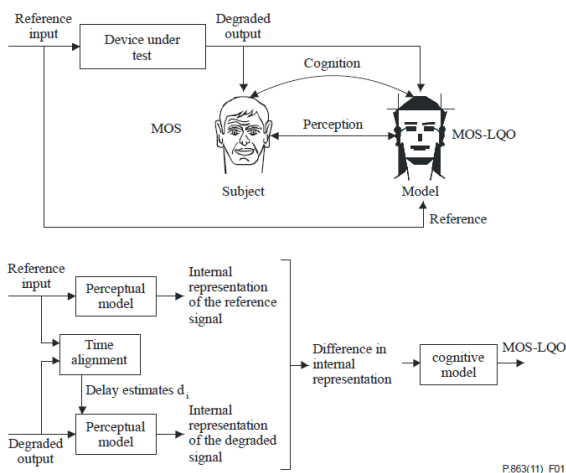 Reference
input
Device under
test
Degraded
output
Cognition
MOS
Perception
MOS-LQO
Subject
Model
Reference
Reference
input
Perceptual
model
Internal
representation
of the reference
signal
Time
alignment
Difference in
internal
representation
cognitive
model
MOS-LQO
Delay estimates d i
Degraded
output
Perceptual
model
Internal
representation
of the degraded
signal
P.863(11)_F01